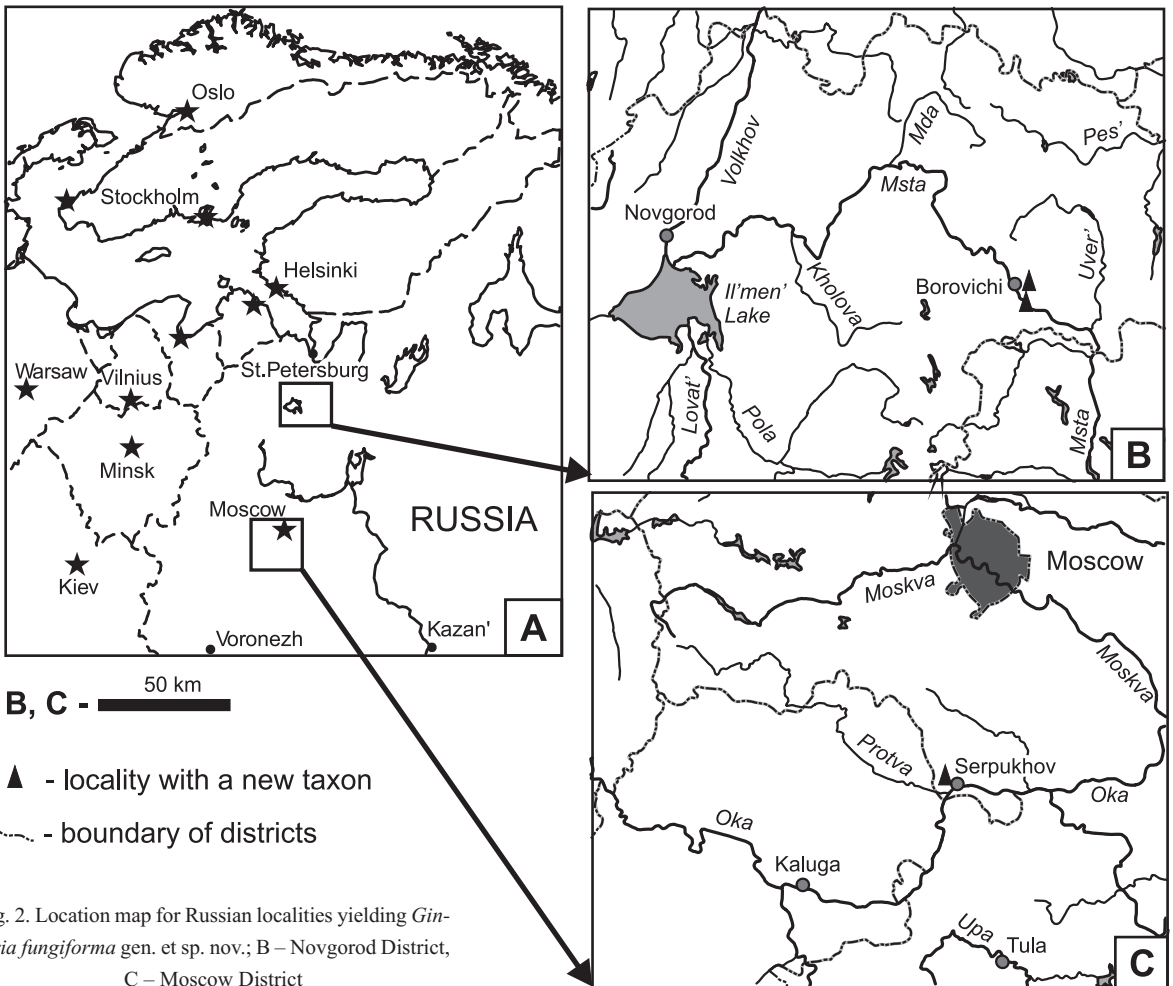 Oslo
Stockholm
Helsinki
St.Petersburg
Warsaw
Vilnius
Minsk
Moscow
RUSSIA
Kiev
Voronezh
Kazan'
A
Volkhov
Mda
Pes'
Msta
Novgorod
Kholova
Uver'
Borovichi
Il'men'
Lake
Lovat'
Pola
Msta
B
Moskva
Moscow
Moskva
Protva
Serpukhov
Oka
Oka
Kaluga
Upa
Tula
C
B, C - 50 km
- locality with a new taxon
- boundary of districts
g. 2. Location map for Russian localities yielding Gin-
ria fungiforma gen. et sp. nov.; B – Novgorod District,
C – Moscow District